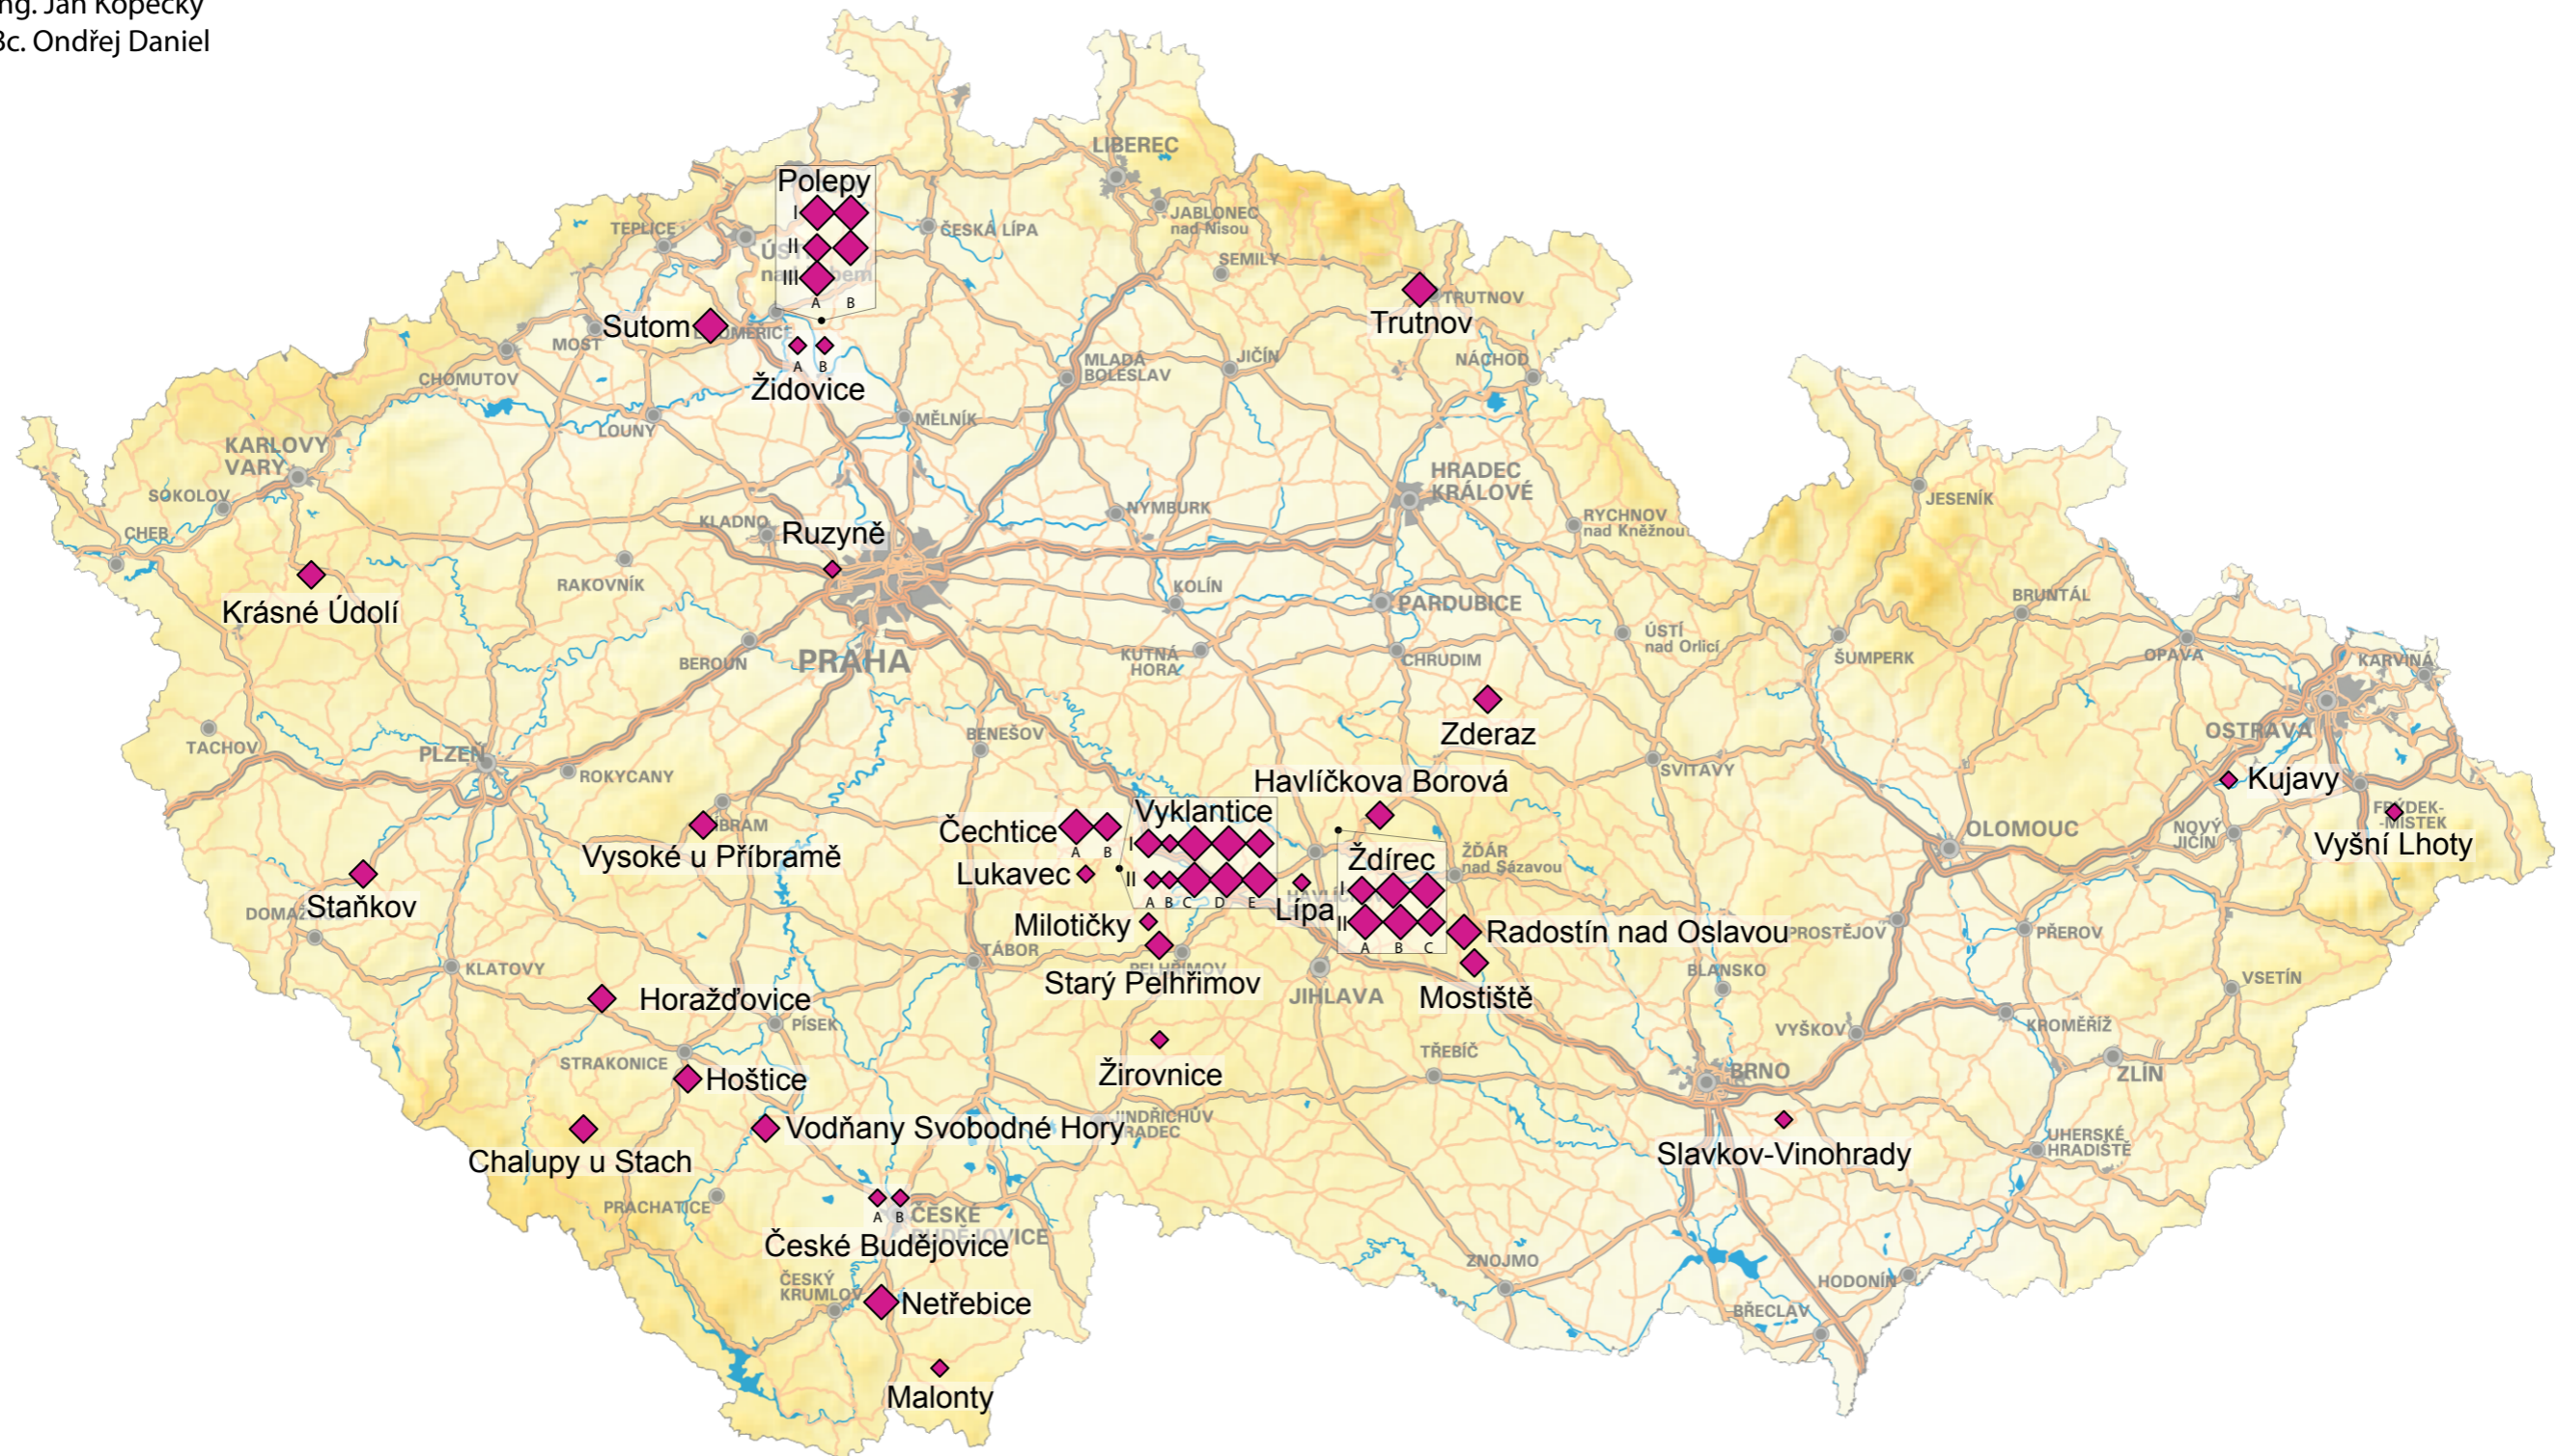 ng. Jan Kopecký
Bc. Ondřej Daniel
LIBEREC
Polepy
I
II
III
A B
JABLONEC
nad Nisou
TEPLICE
ČESKÁ LÍPA
SEMILY
TRUTNOV
Trutnov
Sutom
MOST
A B
Židovice
MLADÁ
BOLESLAV
JIČÍN
NÁCHOD
CHOMUTOV
LOUNY
MĚLNÍK
KARLOVY
VARY
SOKOLOV
CHEB
HRADEC
KRÁLOVÉ
JESENÍK
KLADNO
Ruzyně
NYMBURK
RYCHNOV
nad Kněžnou
RAKOVNÍK
KOLÍN
PARDUBICE
BRUNTÁL
Krásné Údolí
BEROUN
PRAHA
KUTNÁ
HORA
CHRUDIM
ÚSTÍ
nad Orlicí
ŠUMPERK
OPAVA
KARVINÁ
TACHOV
PLZEŇ
ROKYCANY
BENEŠOV
Zderaz
SVITAVY
OSTRAVA
Havlíčkova Borová
Kujavy
Vysoké u Příbramě
Čechtice
A B
Vyklantice
I
II
A B C D E
Lukavec
Lípa
Ždírec
I
II
A B C
ŽĎÁR
nad Sázavou
OLOMOUC
NOVÝ
JIČÍN
FRÝDEK-
-MÍSTEK
Vyšní Lhoty
Staňkov
Milotičky
Radostín nad Oslavou
PROSTĚJOV
PŘEROV
KLATOVY
TÁBOR
PELHŘIMOV
Starý Pelhřimov
JIHLAVA
Mostiště
BLANSKO
VSETÍN
Horažďovice
PÍSEK
VYŠKOV
KROMĚŘÍŽ
STRAKONICE
Hoštice
Žirovnice
TŘEBÍČ
BRNO
ZLÍN
Vodňany Svobodné Hory
Chalupy u Stach
Slavkov-Vinohrady
UHERSKÉ
HRADIŠTĚ
PRACHATICE
A B
ČESKÉ
BUDĚJOVICE
České Budějovice
ČESKÝ
KRUMLOV
Netřebice
ZNOJMO
HODONÍN
BŘECLAV
Malonty